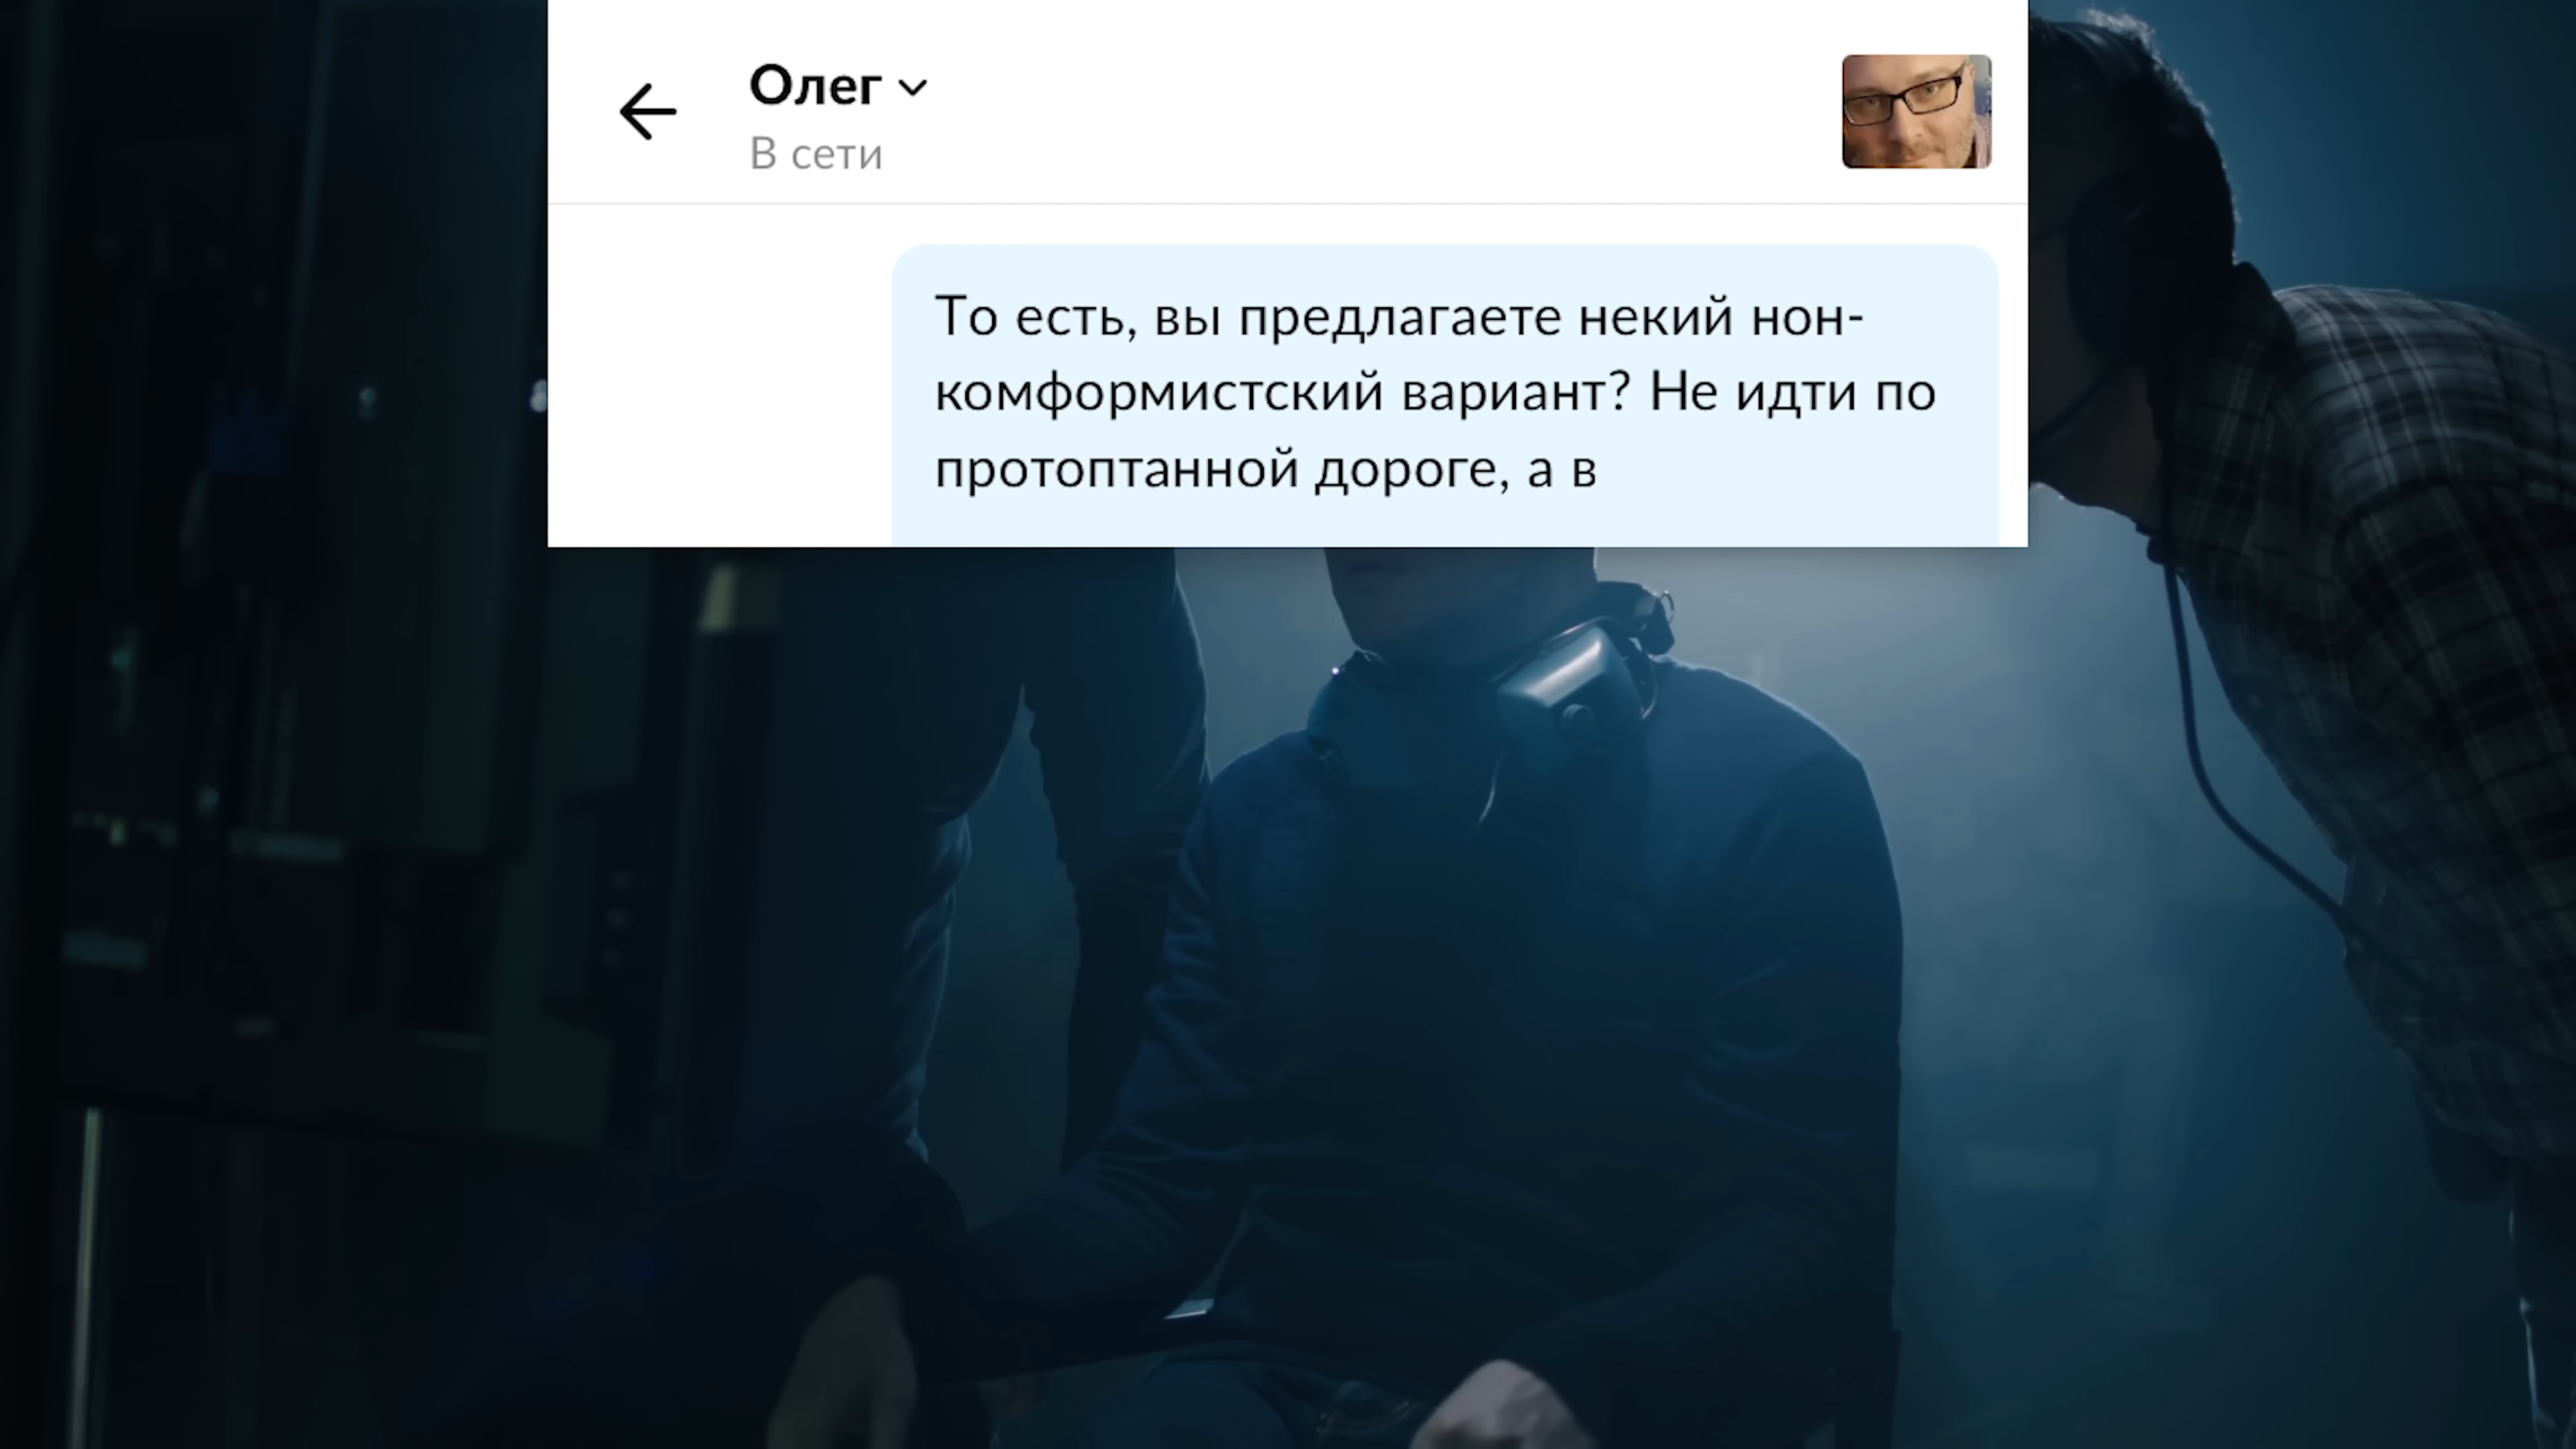 Олег
В сети
То есть, вы предлагаете некий нон-
комформистский вариант? Не идти по
протоптанной дороге, а в